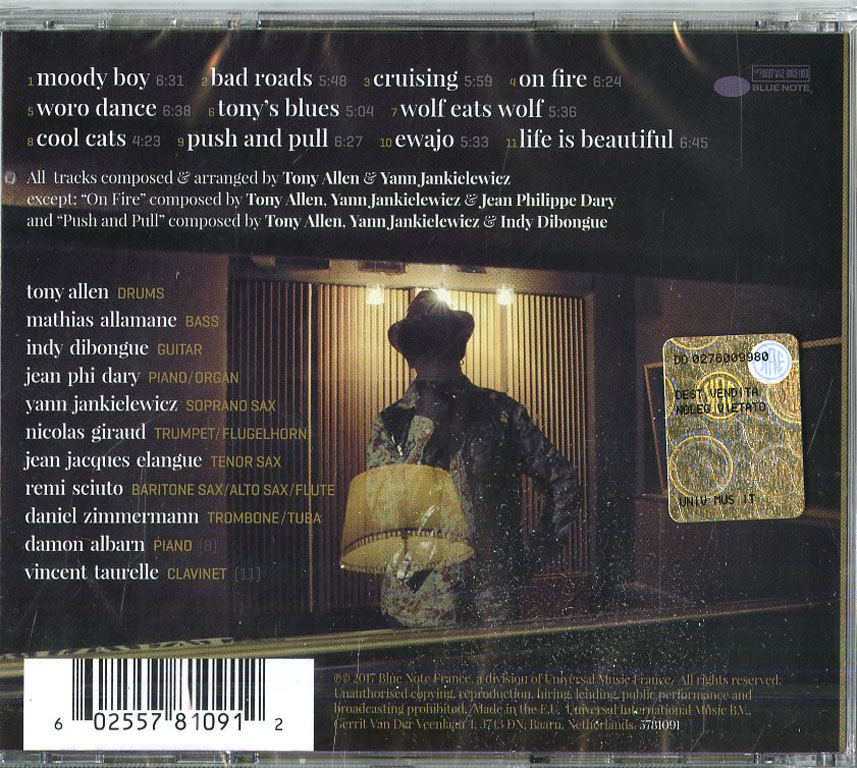 1 moody boy 6:31 2 bad roads 5:48 3 cruising 5:59 4 on fire 6:24
5 woro dance 6:38 6 tony's blues 5:04 7 wolf eats wolf 5:36
8 cool cats 4:23 9 push and pull 6:27 10 ewajo 5:33 11 life is beautiful 6:45
THE FINEST IN JAZZ SINCE 1939
BLUE NOTE
All tracks composed & arranged by Tony Allen & Yann Jankielewicz
except: "On Fire" composed by Tony Allen, Yann Jankielewicz & Jean Philippe Dary
and "Push and Pull" composed by Tony Allen, Yann Jankielewicz & Indy Dibongue
tony allen DRUMS
mathias allamane BASS
indy dibongue GUITAR
jean phi dary PIANO/ORGAN
yann jankielewicz SOPRANO SAX
nicolas giraud TRUMPET/FLUGELHORN
jean jacques elangue TENOR SAX
remi sciuto BARITONE SAX/ALTO SAX/FLUTE
daniel zimmermann TROMBONE/TUBA
damon albarn PIANO (8)
vincent taurelle CLAVINET (11)
DD 0276009980
DEST.VENDITA
NOLEG.VIETATO
UNIV MUS IT
6 02557 81091 2
℗© 2017 Blue Note France, a division of Universal Music France. All rights reserved.
Unauthorised copying, reproduction, hiring, lending, public performance and
broadcasting prohibited. Made in the E.U. Universal International Music B.V.,
Gerrit Van Der Veenlaan 4, 3743 DN, Baarn, Netherlands. 5781091